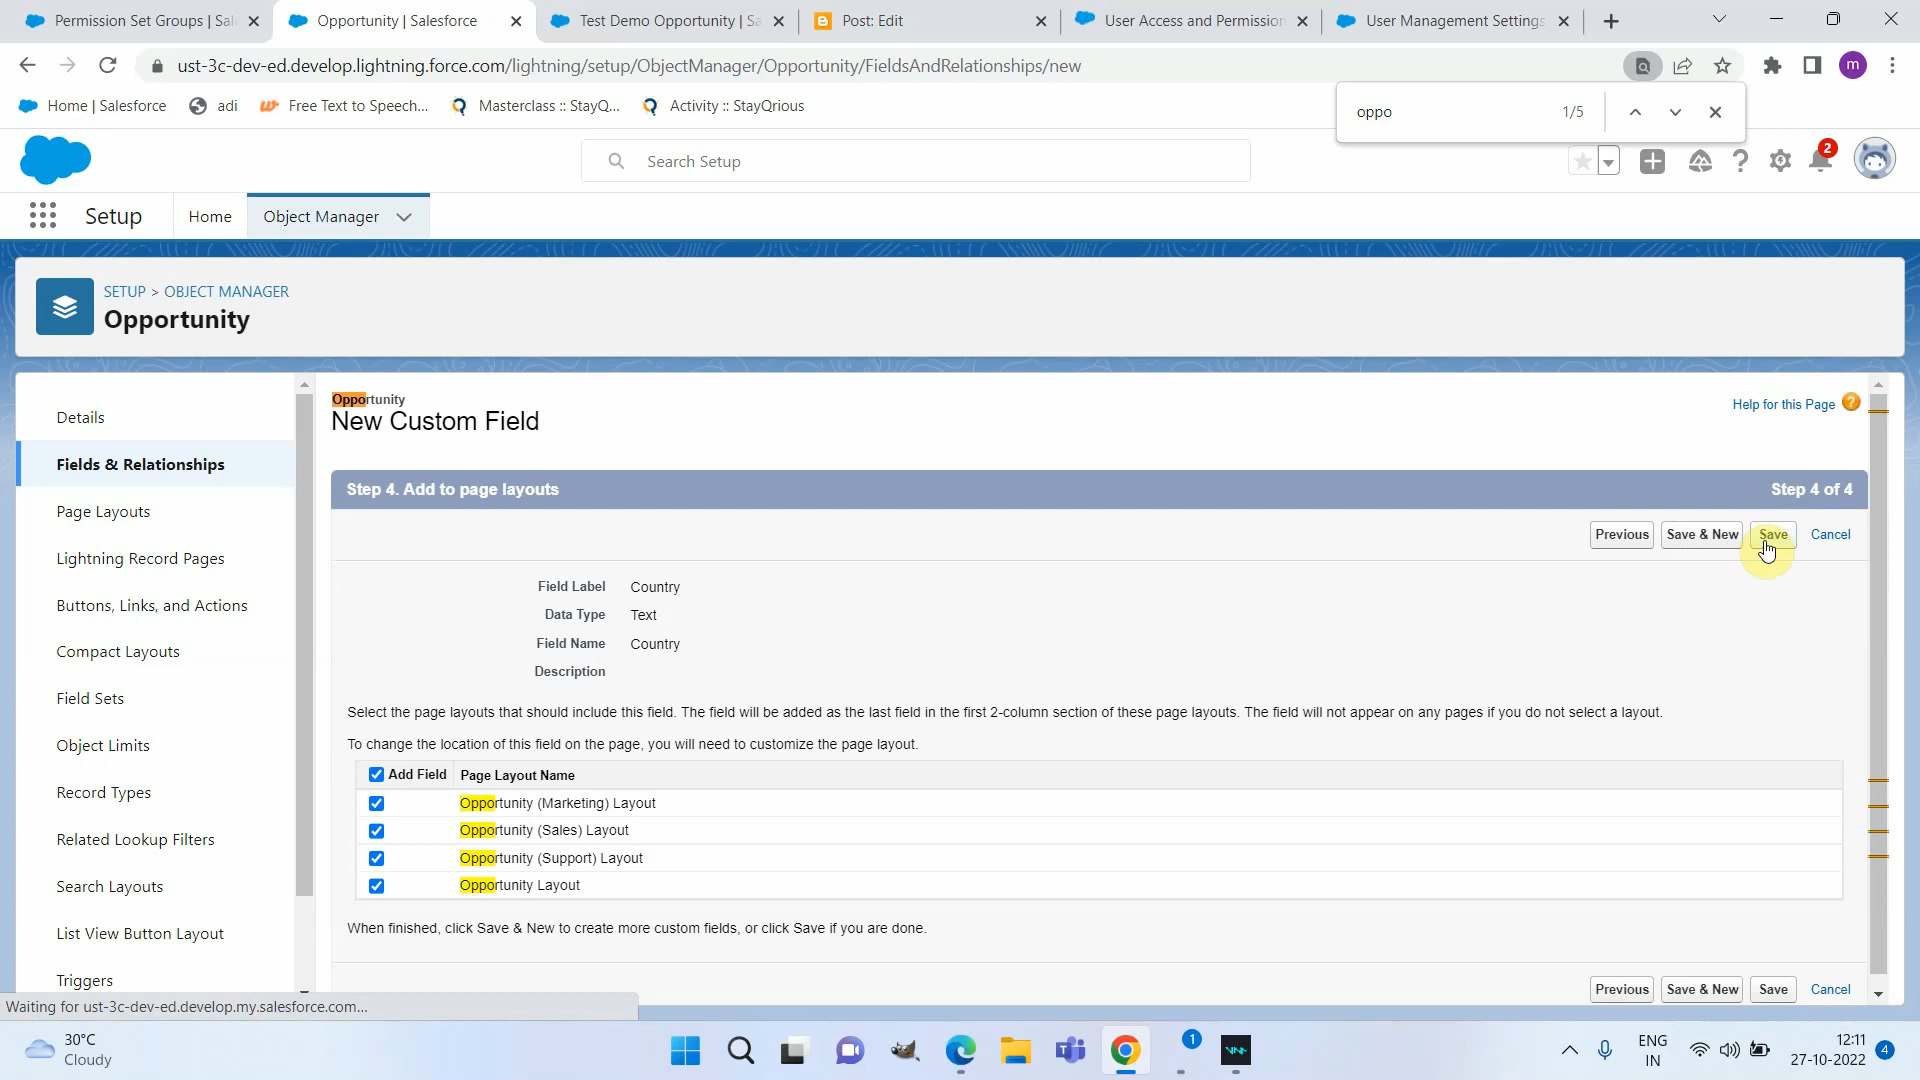 Permission Set Groups | Sal
Opportunity | Salesforce
Test Demo Opportunity | Sa
Post: Edit
User Access and Permission
User Management Settings
ust-3c-dev-ed.develop.lightning.force.com/lightning/setup/ObjectManager/Opportunity/FieldsAndRelationships/new
m
Home | Salesforce
adi
Free Text to Speech...
Masterclass :: StayQ...
Activity :: StayQrious
oppo
1/5
Search Setup
2
Setup
Home
Object Manager
SETUP > OBJECT MANAGER
Opportunity
Details
Fields & Relationships
Page Layouts
Lightning Record Pages
Buttons, Links, and Actions
Compact Layouts
Field Sets
Object Limits
Record Types
Related Lookup Filters
Search Layouts
List View Button Layout
Triggers
Opportunity
New Custom Field
Help for this Page
Step 4. Add to page layouts
Step 4 of 4
Previous
Save & New
Save
Cancel
Field Label Country
Data Type Text
Field Name Country
Description
Select the page layouts that should include this field. The field will be added as the last field in the first 2-column section of these page layouts. The field will not appear on any pages if you do not select a layout.
To change the location of this field on the page, you will need to customize the page layout.
Add Field Page Layout Name
Opportunity (Marketing) Layout
Opportunity (Sales) Layout
Opportunity (Support) Layout
Opportunity Layout
When finished, click Save & New to create more custom fields, or click Save if you are done.
Previous
Save & New
Save
Cancel
Waiting for ust-3c-dev-ed.develop.my.salesforce.com...
30°C
Cloudy
1
ENG
IN
12:11
27-10-2022
4